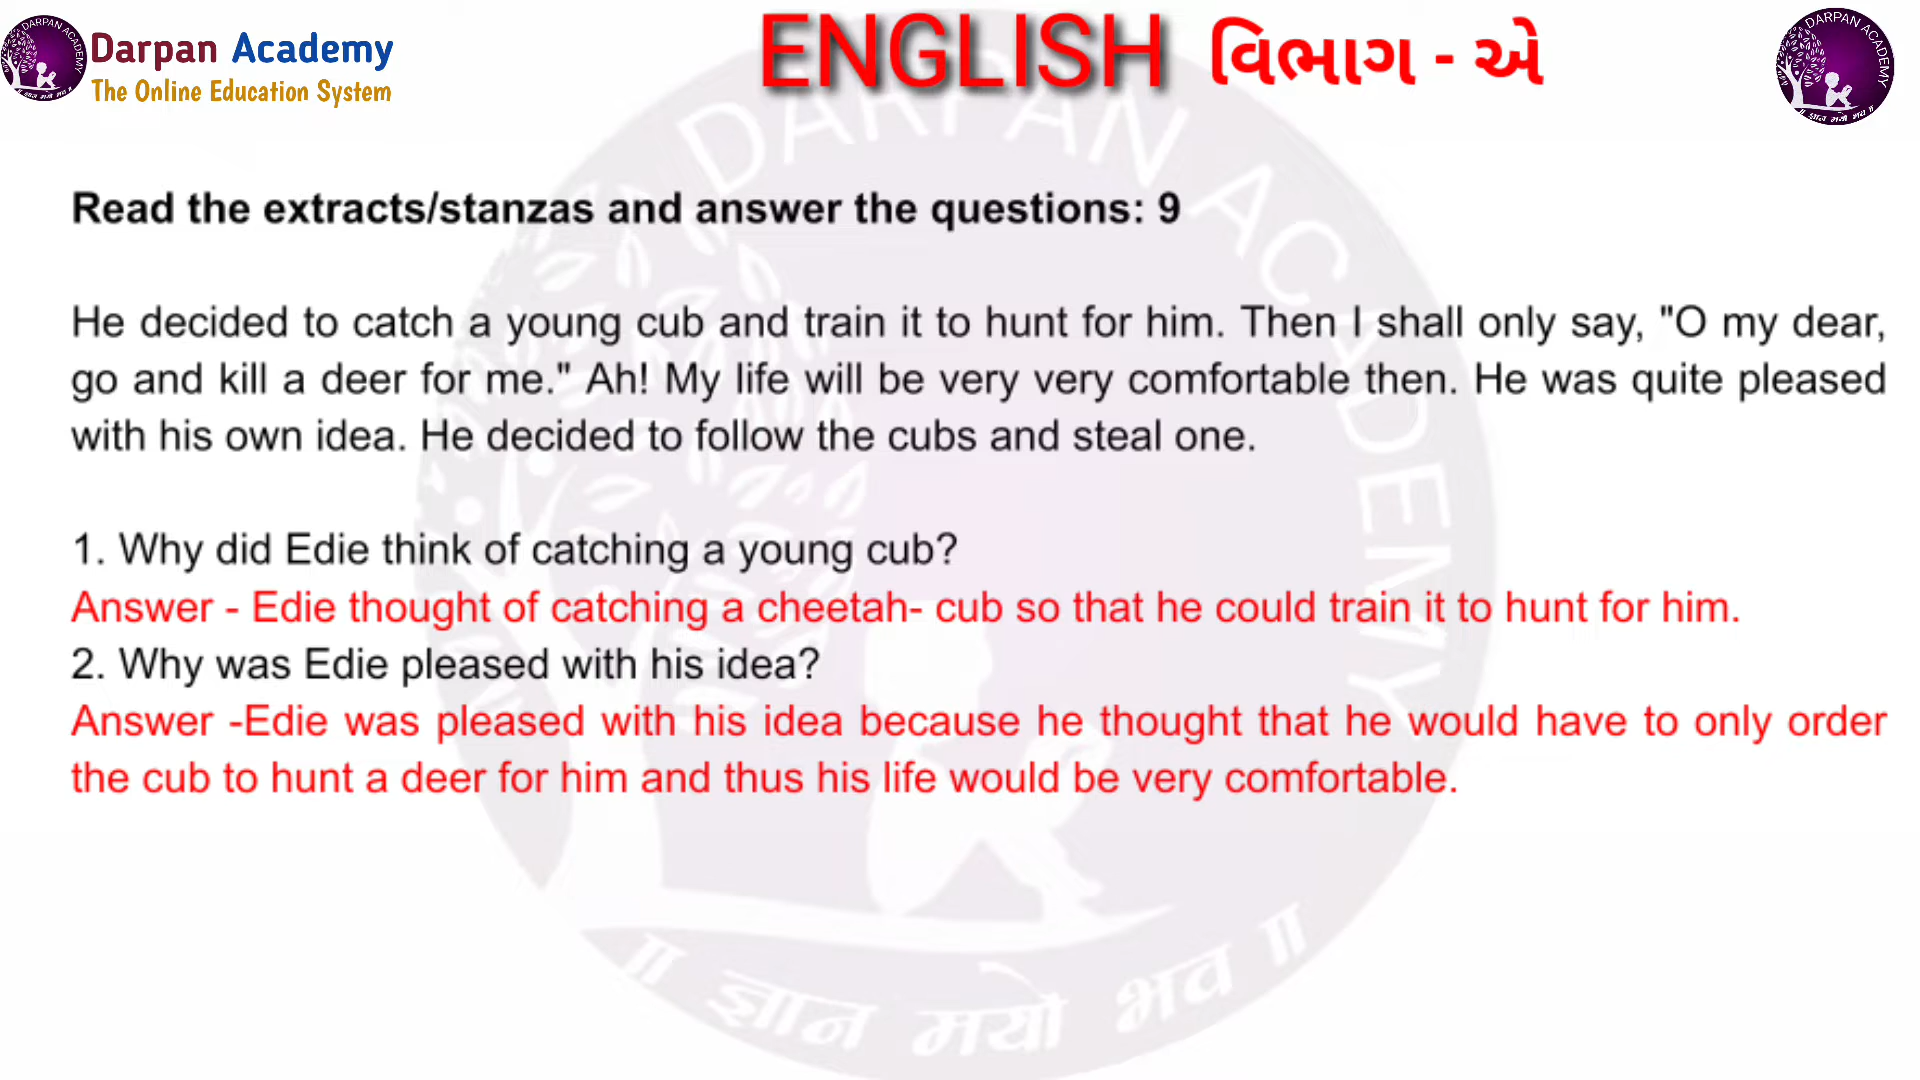 Darpan Academy
The Online Education System
ENGLISH વિભાગ - એ
DARPAN ACADEMY
Read the extracts/stanzas and answer the questions: 9
He decided to catch a young cub and train it to hunt for him. Then I shall only say, "O my dear,
go and kill a deer for me." Ah! My life will be very very comfortable then. He was quite pleased
with his own idea. He decided to follow the cubs and steal one.
1. Why did Edie think of catching a young cub?
Answer - Edie thought of catching a cheetah- cub so that he could train it to hunt for him.
2. Why was Edie pleased with his idea?
Answer -Edie was pleased with his idea because he thought that he would have to only order
the cub to hunt a deer for him and thus his life would be very comfortable.
DARPAN ACADEMY
॥ ज्ञान मयो भव ॥